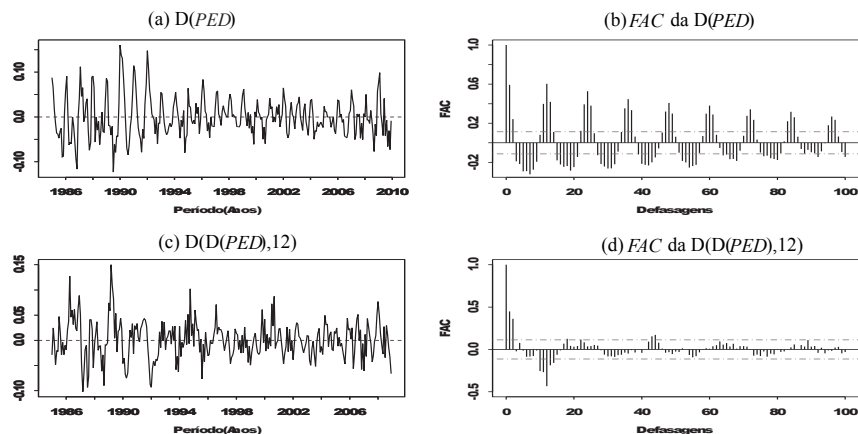 (a) D(PED)
0.10
0.0
-0.10
1986 1990 1994 1998 2002 2006 2010
Período(Anos)
(b) FAC da D(PED)
FAC
1.0
0.6
0.2
-0.2
0 20 40 60 80 100
Defasagens
(c) D(D(PED),12)
0.15
0.05
0.0
-0.10
1986 1990 1994 1998 2002 2006
Período(Anos)
(d) FAC da D(D(PED),12)
FAC
1.0
0.5
0.0
-0.5
0 20 40 60 80 100
Defasagens